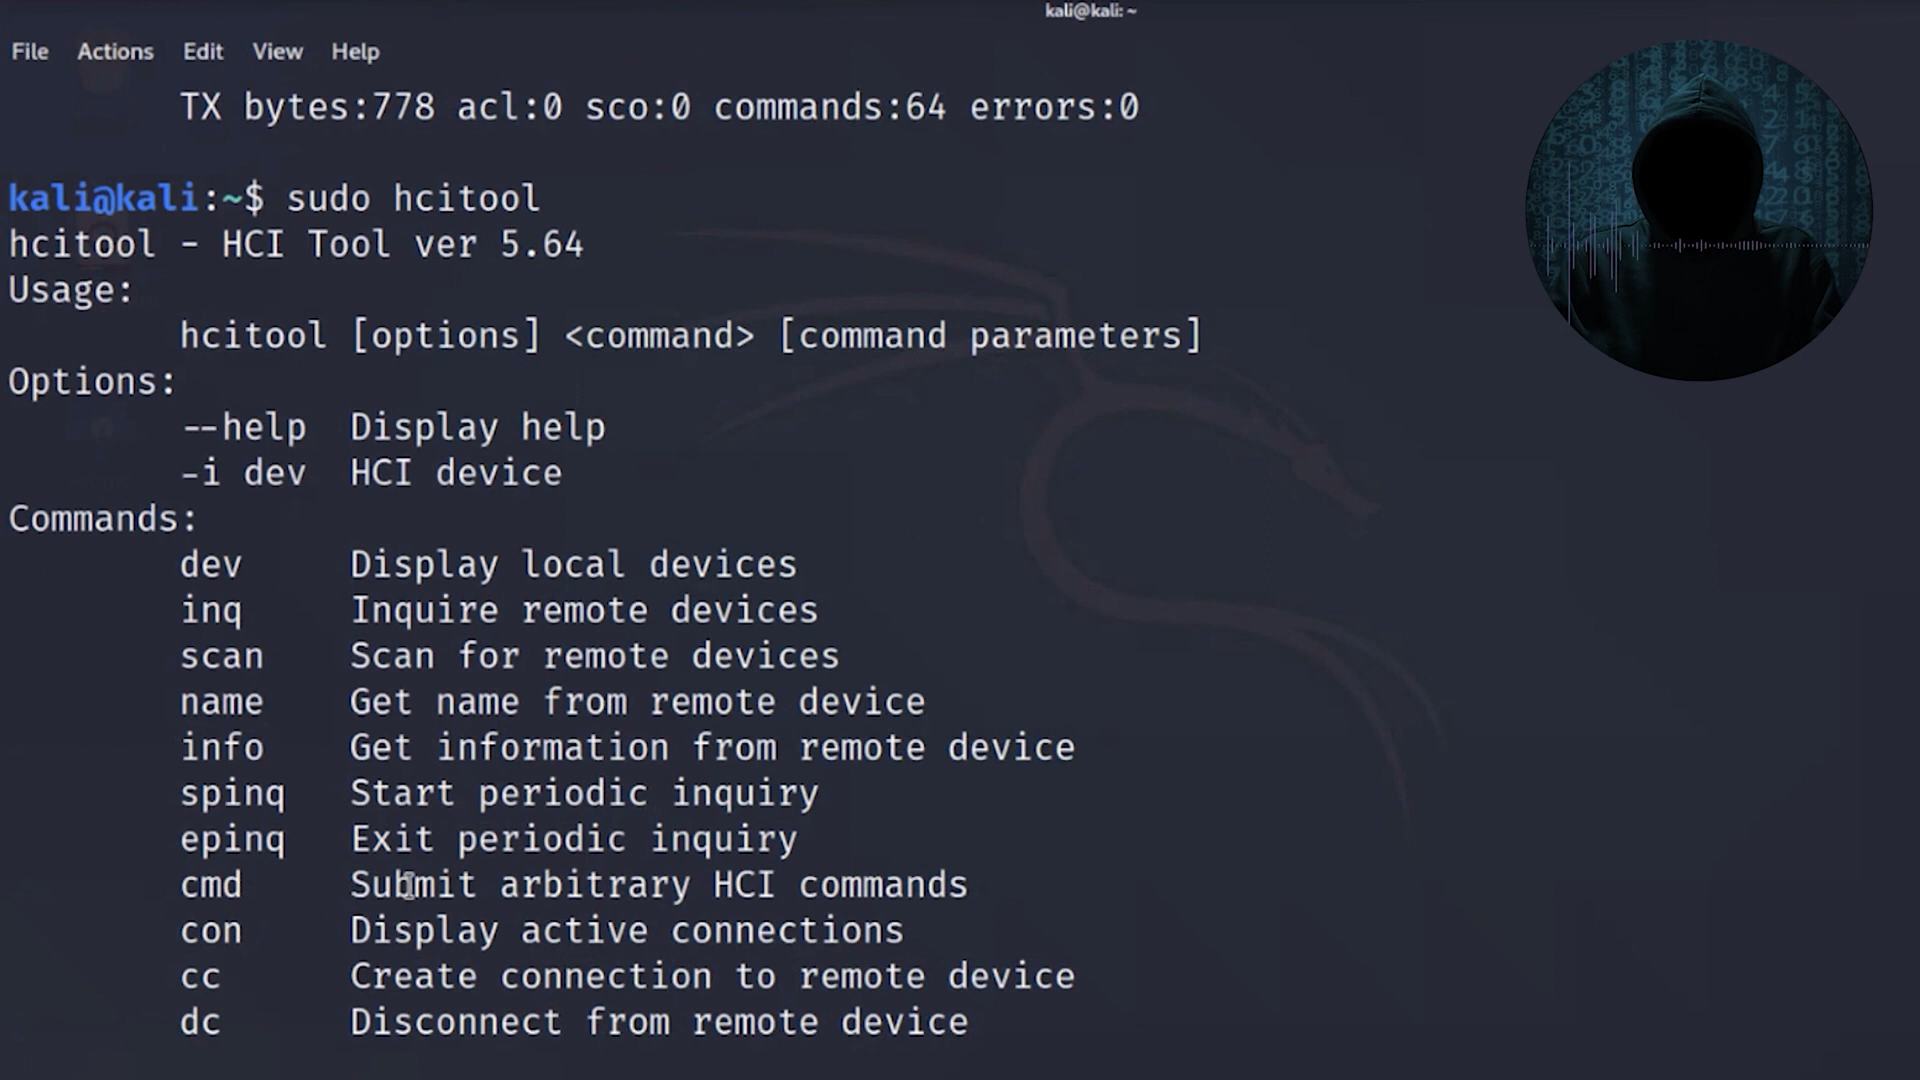 kali@kali: ~
File Actions Edit View Help
TX bytes:778 acl:0 sco:0 commands:64 errors:0
kali@kali:~$ sudo hcitool
hcitool - HCI Tool ver 5.64
Usage:
hcitool [options] <command> [command parameters]
Options:
--help Display help
-i dev HCI device
Commands:
dev Display local devices
inq Inquire remote devices
scan Scan for remote devices
name Get name from remote device
info Get information from remote device
spinq Start periodic inquiry
epinq Exit periodic inquiry
cmd Submit arbitrary HCI commands
con Display active connections
cc Create connection to remote device
dc Disconnect from remote device